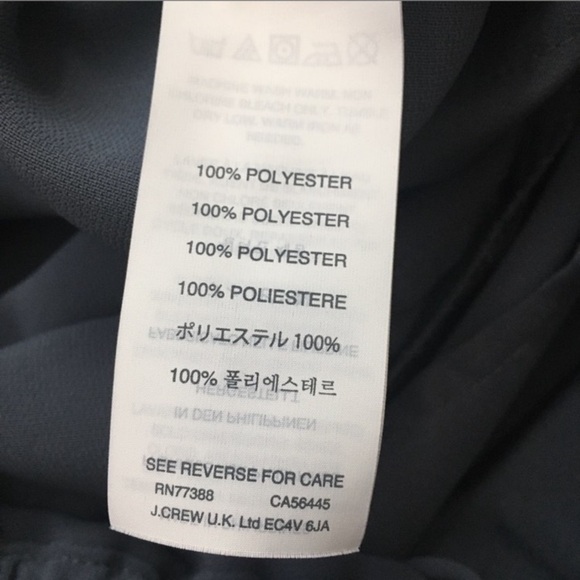 100% POLYESTER
100% POLYESTER
100% POLYESTER
100% POLIESTERE
ポリエステル 100%
100% 폴리에스테르
SEE REVERSE FOR CARE
RN77388 CA56445
J.CREW U.K. Ltd EC4V 6JA